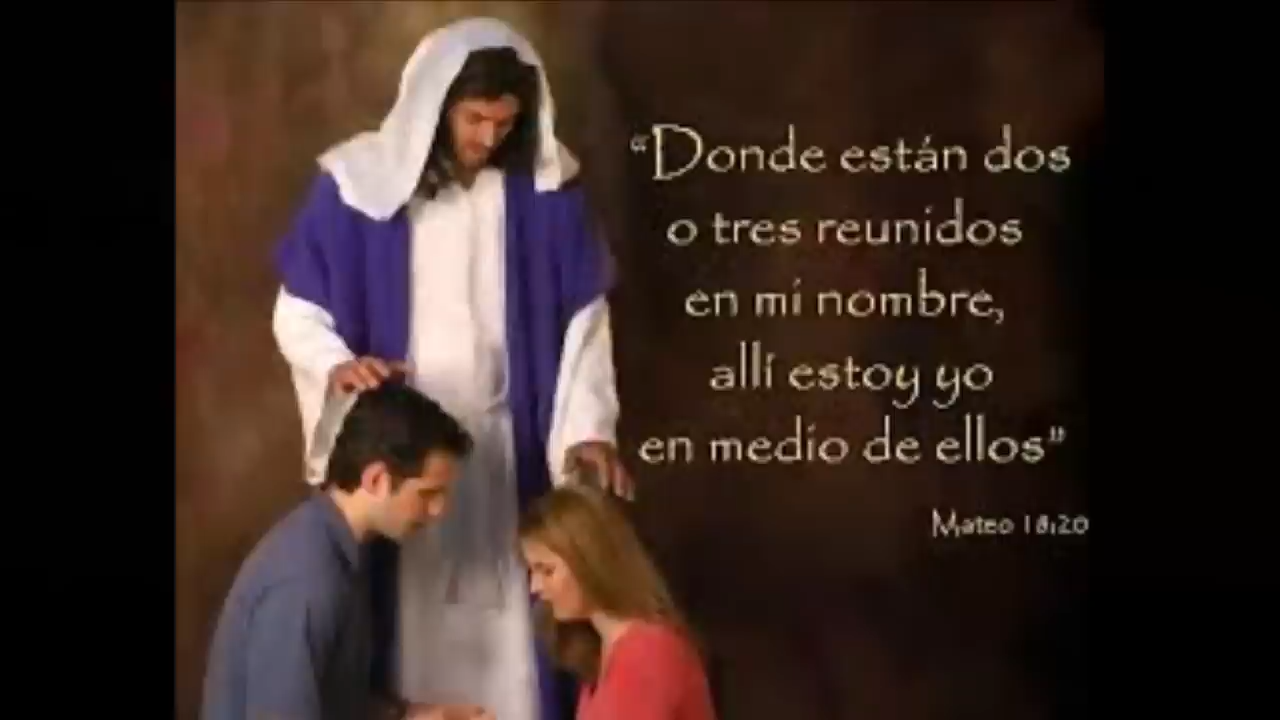 “Donde están dos
o tres reunidos
en mi nombre,
allí estoy yo
en medio de ellos”
Mateo 18:20